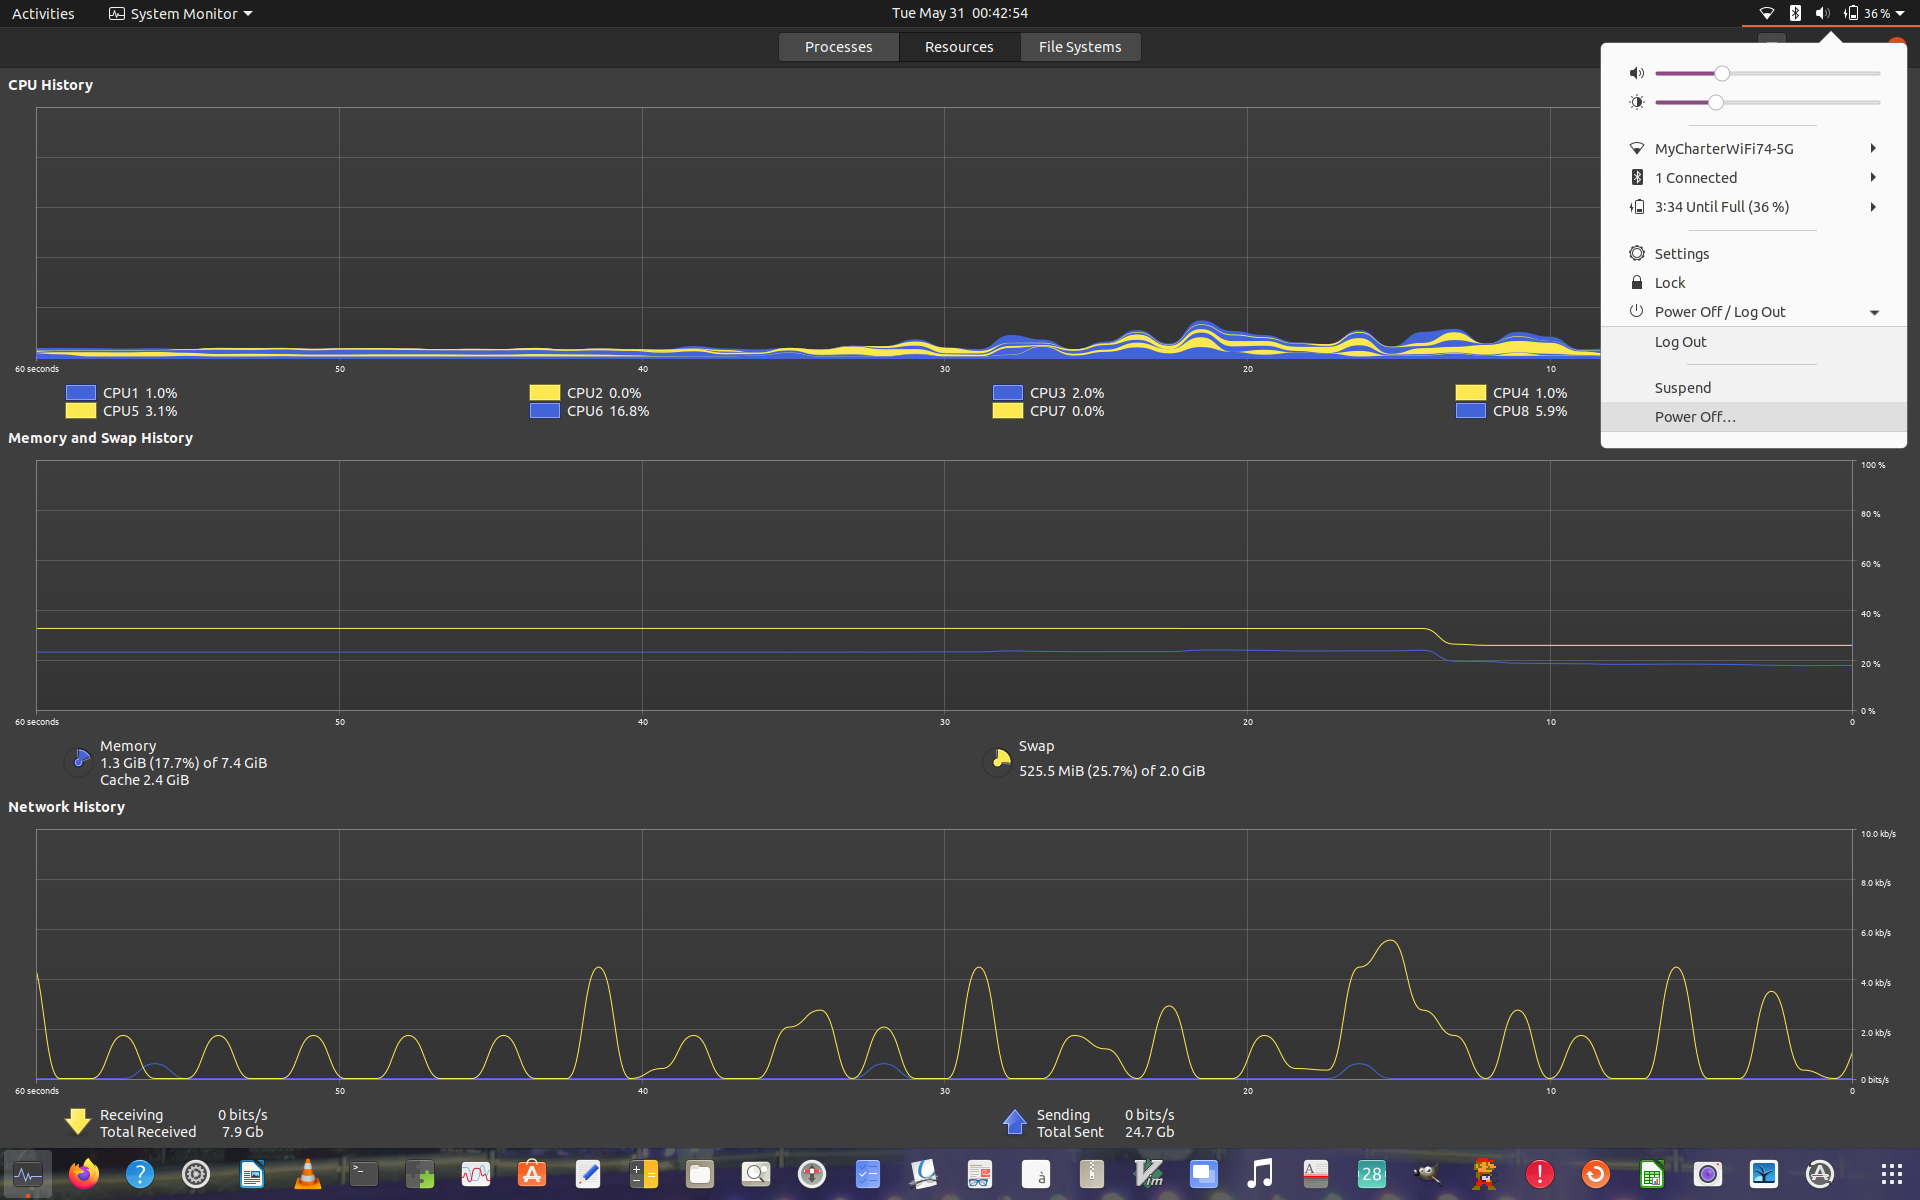 Activities
System Monitor
Tue May 31 00:42:54
36 %
Processes
Resources
File Systems
CPU History
60 seconds 50 40 30 20 10
CPU1 1.0% CPU2 0.0% CPU3 2.0% CPU4 1.0%
CPU5 3.1% CPU6 16.8% CPU7 0.0% CPU8 5.9%
MyCharterWiFi74-5G
1 Connected
3:34 Until Full (36 %)
Settings
Lock
Power Off / Log Out
Log Out
Suspend
Power Off...
Memory and Swap History
100 %
80 %
60 %
40 %
20 %
0 %
60 seconds 50 40 30 20 10 0
Memory
1.3 GiB (17.7%) of 7.4 GiB
Cache 2.4 GiB
Swap
525.5 MiB (25.7%) of 2.0 GiB
Network History
10.0 kb/s
8.0 kb/s
6.0 kb/s
4.0 kb/s
2.0 kb/s
0 bits/s
60 seconds 50 40 30 20 10 0
Receiving 0 bits/s
Total Received 7.9 Gb
Sending 0 bits/s
Total Sent 24.7 Gb
?
>_
A
à
Vim
A
28
!